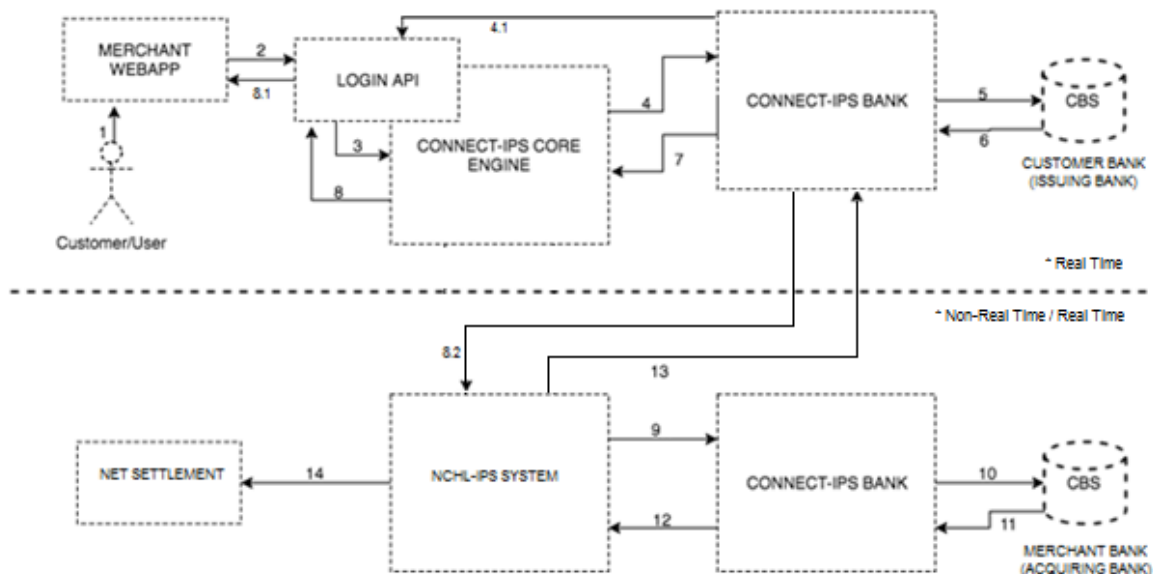 4.1
MERCHANT
WEBAPP
2
8.1
LOGIN API
4
CONNECT-IPS BANK
5
CBS
6
1
3
CONNECT-IPS CORE
ENGINE
7
8
CUSTOMER BANK
(ISSUING BANK)
Customer/User
* Real Time
* Non-Real Time / Real Time
8.2
13
9
NET SETTLEMENT
14
NCHL-IPS SYSTEM
CONNECT-IPS BANK
10
CBS
12
11
MERCHANT BANK
(ACQUIRING BANK)